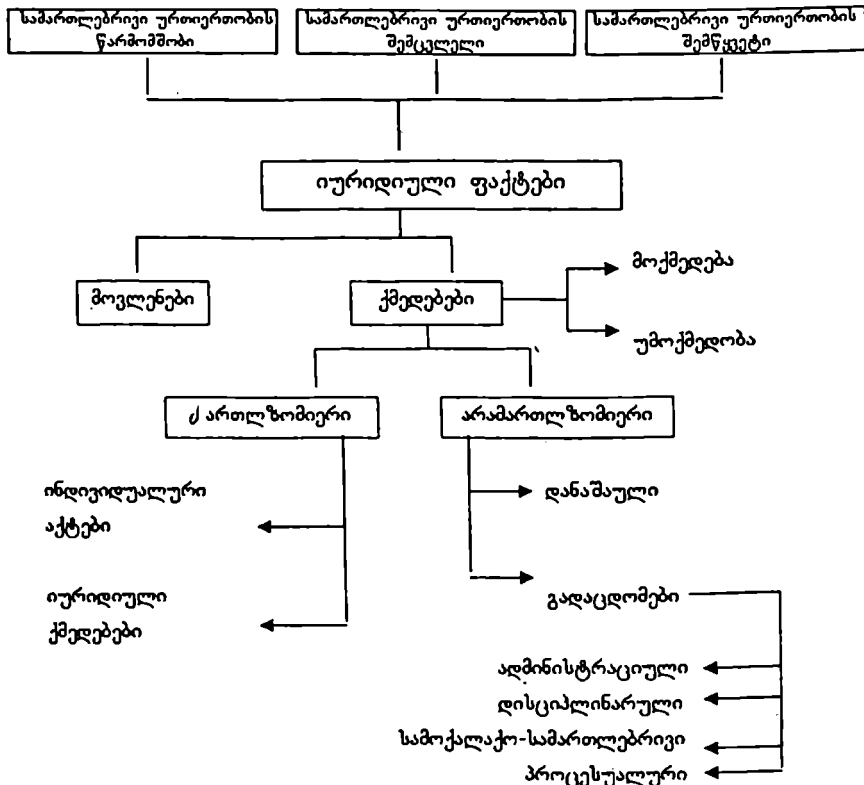 სამართლებრივი ურთიერთობის
წარმომშობი
სამართლებრივი ურთიერთობის
შემცვლელი
სამართლებრივი ურთიერთობის
შემწყვეტი
იურიდიული ფაქტები
მოვლენები
ქმედებები
მოქმედება
უმოქმედობა
მართლზომიერი
არამართლზომიერი
ინდივიდუალური
აქტები
იურიდიული
ქმედებები
დანაშაული
გადაცდომები
ადმინისტრაციული
დისციპლინარული
სამოქალაქო-სამართლებრივი
პროცესუალური